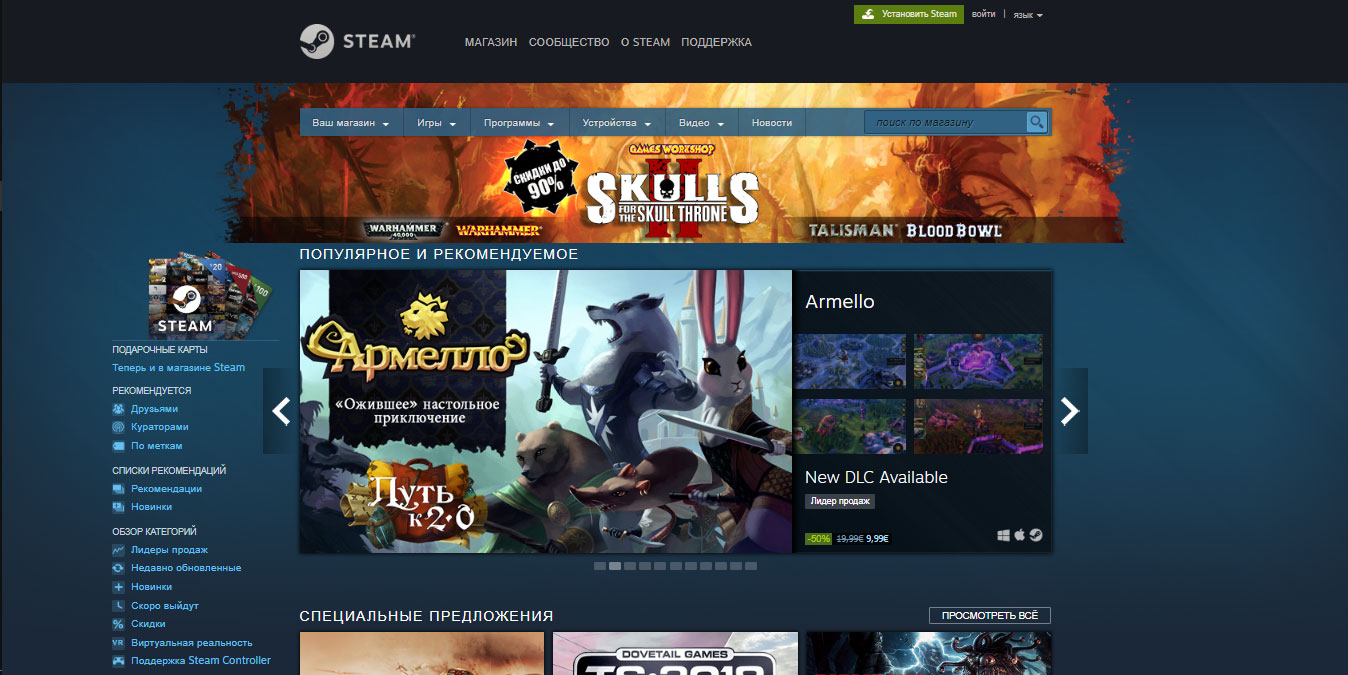 Установить Steam
войти | язык
STEAM®
МАГАЗИН СООБЩЕСТВО О STEAM ПОДДЕРЖКА
Ваш магазин Игры Программы Устройства Видео Новости
поиск по магазину
СКИДКИ ДО 90%
GAMES WORKSHOP
SKULLS II
FOR THE SKULL THRONE
WARHAMMER 40,000 WARHAMMER TALISMAN BLOOD BOWL
$20
$100
STEAM
ПОДАРОЧНЫЕ КАРТЫ
Теперь и в магазине Steam
РЕКОМЕНДУЕТСЯ
Друзьями
Кураторами
По меткам
СПИСКИ РЕКОМЕНДАЦИЙ
Рекомендации
Новинки
ОБЗОР КАТЕГОРИЙ
Лидеры продаж
Недавно обновленные
Новинки
Скоро выйдут
% Скидки
VR Виртуальная реальность
Поддержка Steam Controller
ПОПУЛЯРНОЕ И РЕКОМЕНДУЕМОЕ
Армелло
«Ожившее» настольное
приключение
Путь
к 2.0
Armello
New DLC Available
Лидер продаж
-50% 19,99€ 9,99€
СПЕЦИАЛЬНЫЕ ПРЕДЛОЖЕНИЯ
ПРОСМОТРЕТЬ ВСЁ
DOVETAIL GAMES